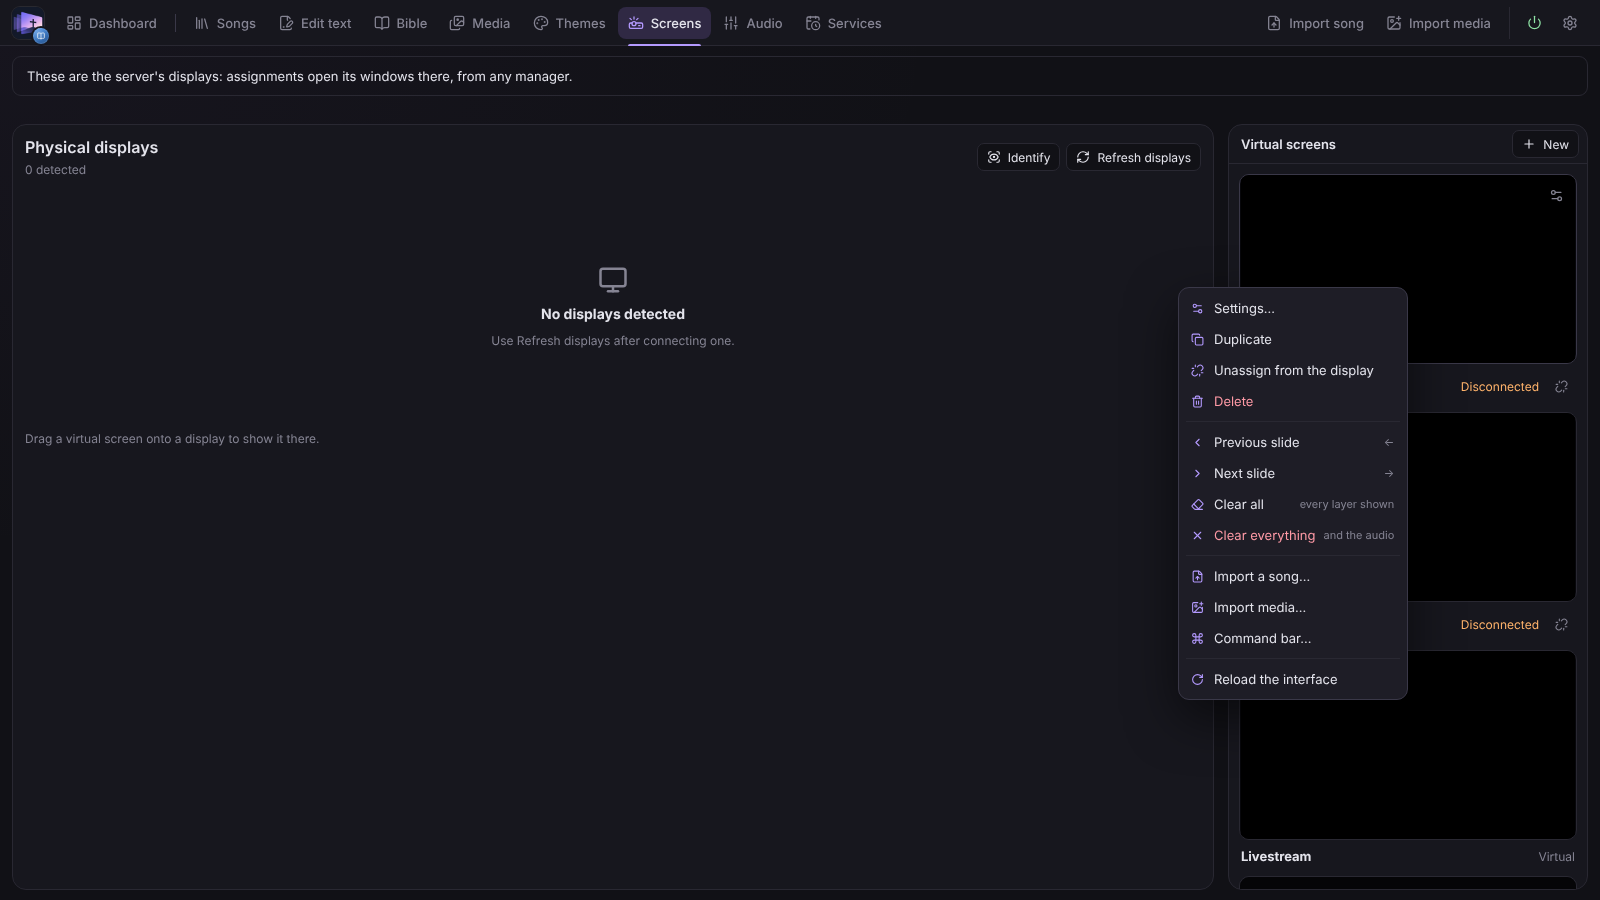 Dashboard
Songs
Edit text
Bible
Media
Themes
Screens
Audio
Services
Import song
Import media
These are the server's displays: assignments open its windows there, from any manager.
Physical displays
0 detected
Identify
Refresh displays
No displays detected
Use Refresh displays after connecting one.
Drag a virtual screen onto a display to show it there.
Virtual screens
New
Disconnected
Disconnected
Livestream
Virtual
Settings...
Duplicate
Unassign from the display
Delete
Previous slide ←
Next slide →
Clear all every layer shown
Clear everything and the audio
Import a song...
Import media...
Command bar...
Reload the interface